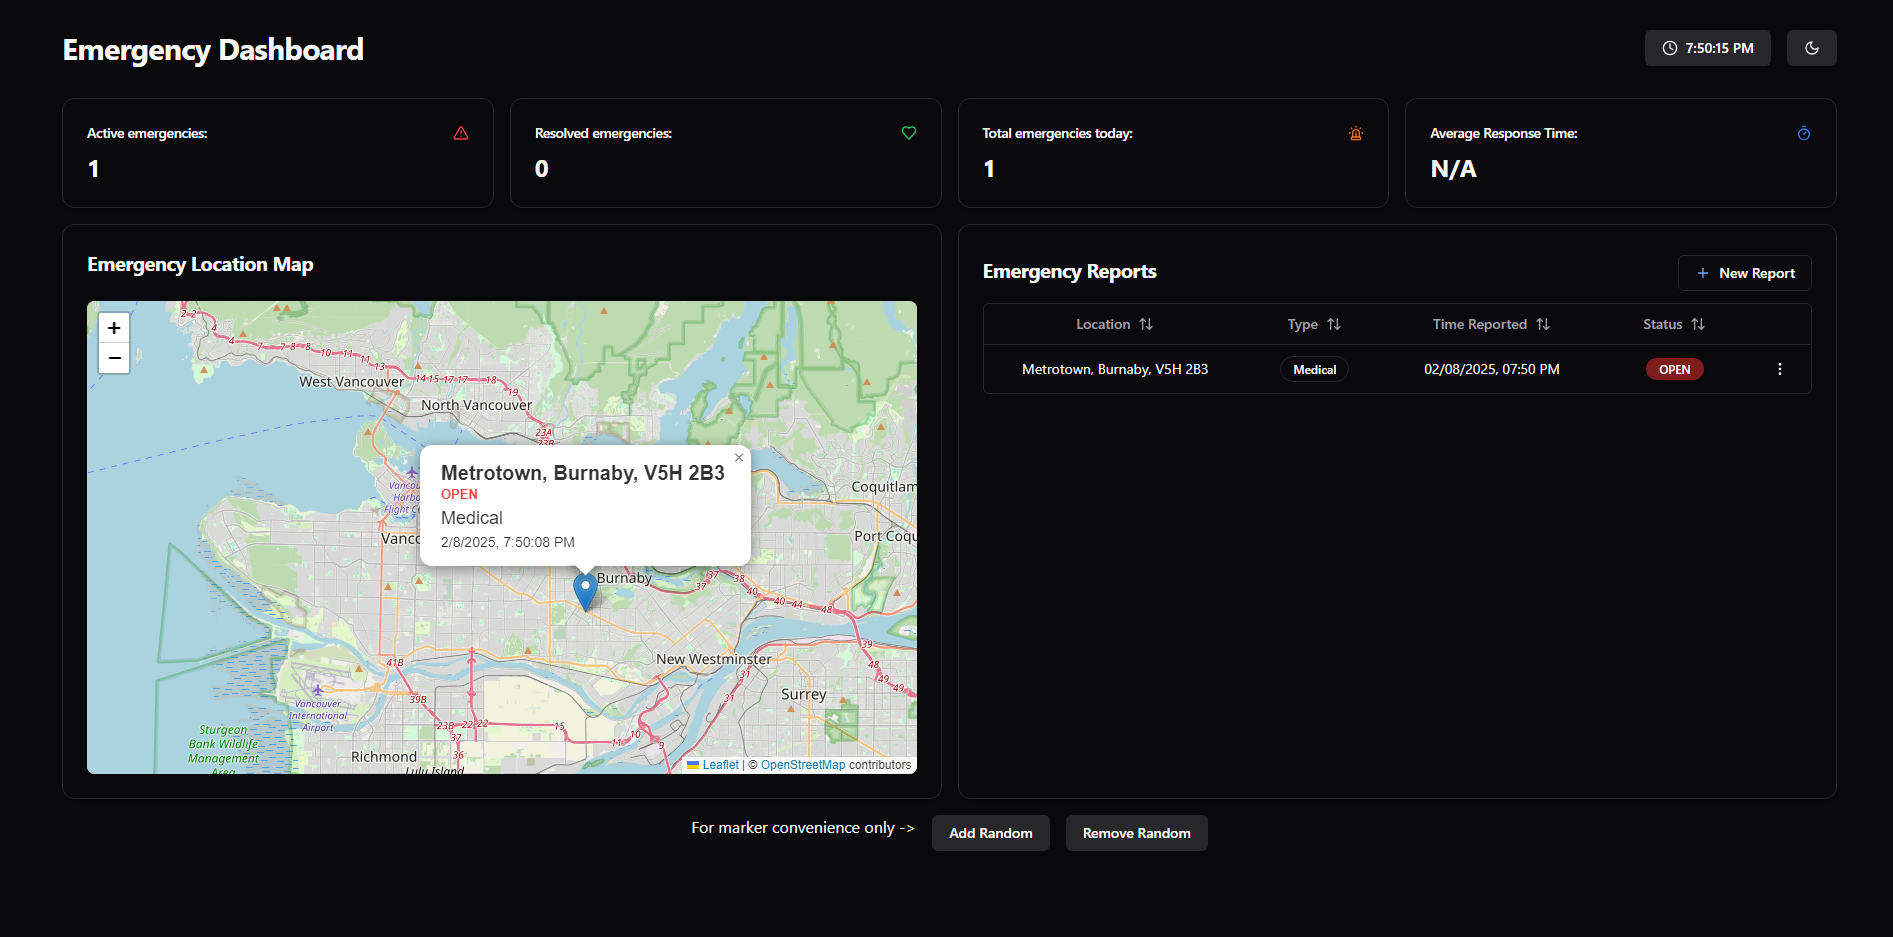 Emergency Dashboard
7:50:15 PM
Active emergencies:
1
Resolved emergencies:
0
Total emergencies today:
1
Average Response Time:
N/A
Emergency Location Map
+
−
West Vancouver
North Vancouver
Metrotown, Burnaby, V5H 2B3
×
OPEN
Medical
2/8/2025, 7:50:08 PM
Coquitlam
Port Coqu
Vanco
Burnaby
New Westminster
Surrey
Vancouver
International
Airport
Sturgeon
Bank Wildlife
Management
Area
Richmond
Lulu Island
Leaflet | © OpenStreetMap contributors
Emergency Reports
+ New Report
Location Type Time Reported Status
Metrotown, Burnaby, V5H 2B3 Medical 02/08/2025, 07:50 PM OPEN
For marker convenience only -> Add Random Remove Random